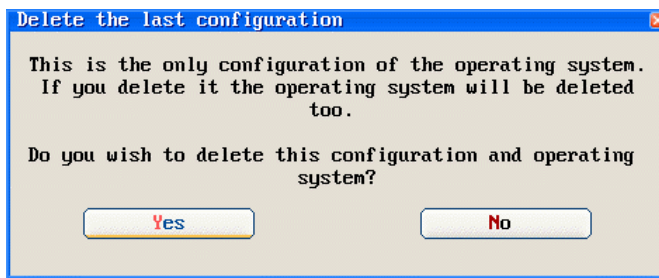 Delete the last configuration
This is the only configuration of the operating system.
If you delete it the operating system will be deleted
too.
Do you wish to delete this configuration and operating
system?
Yes
No